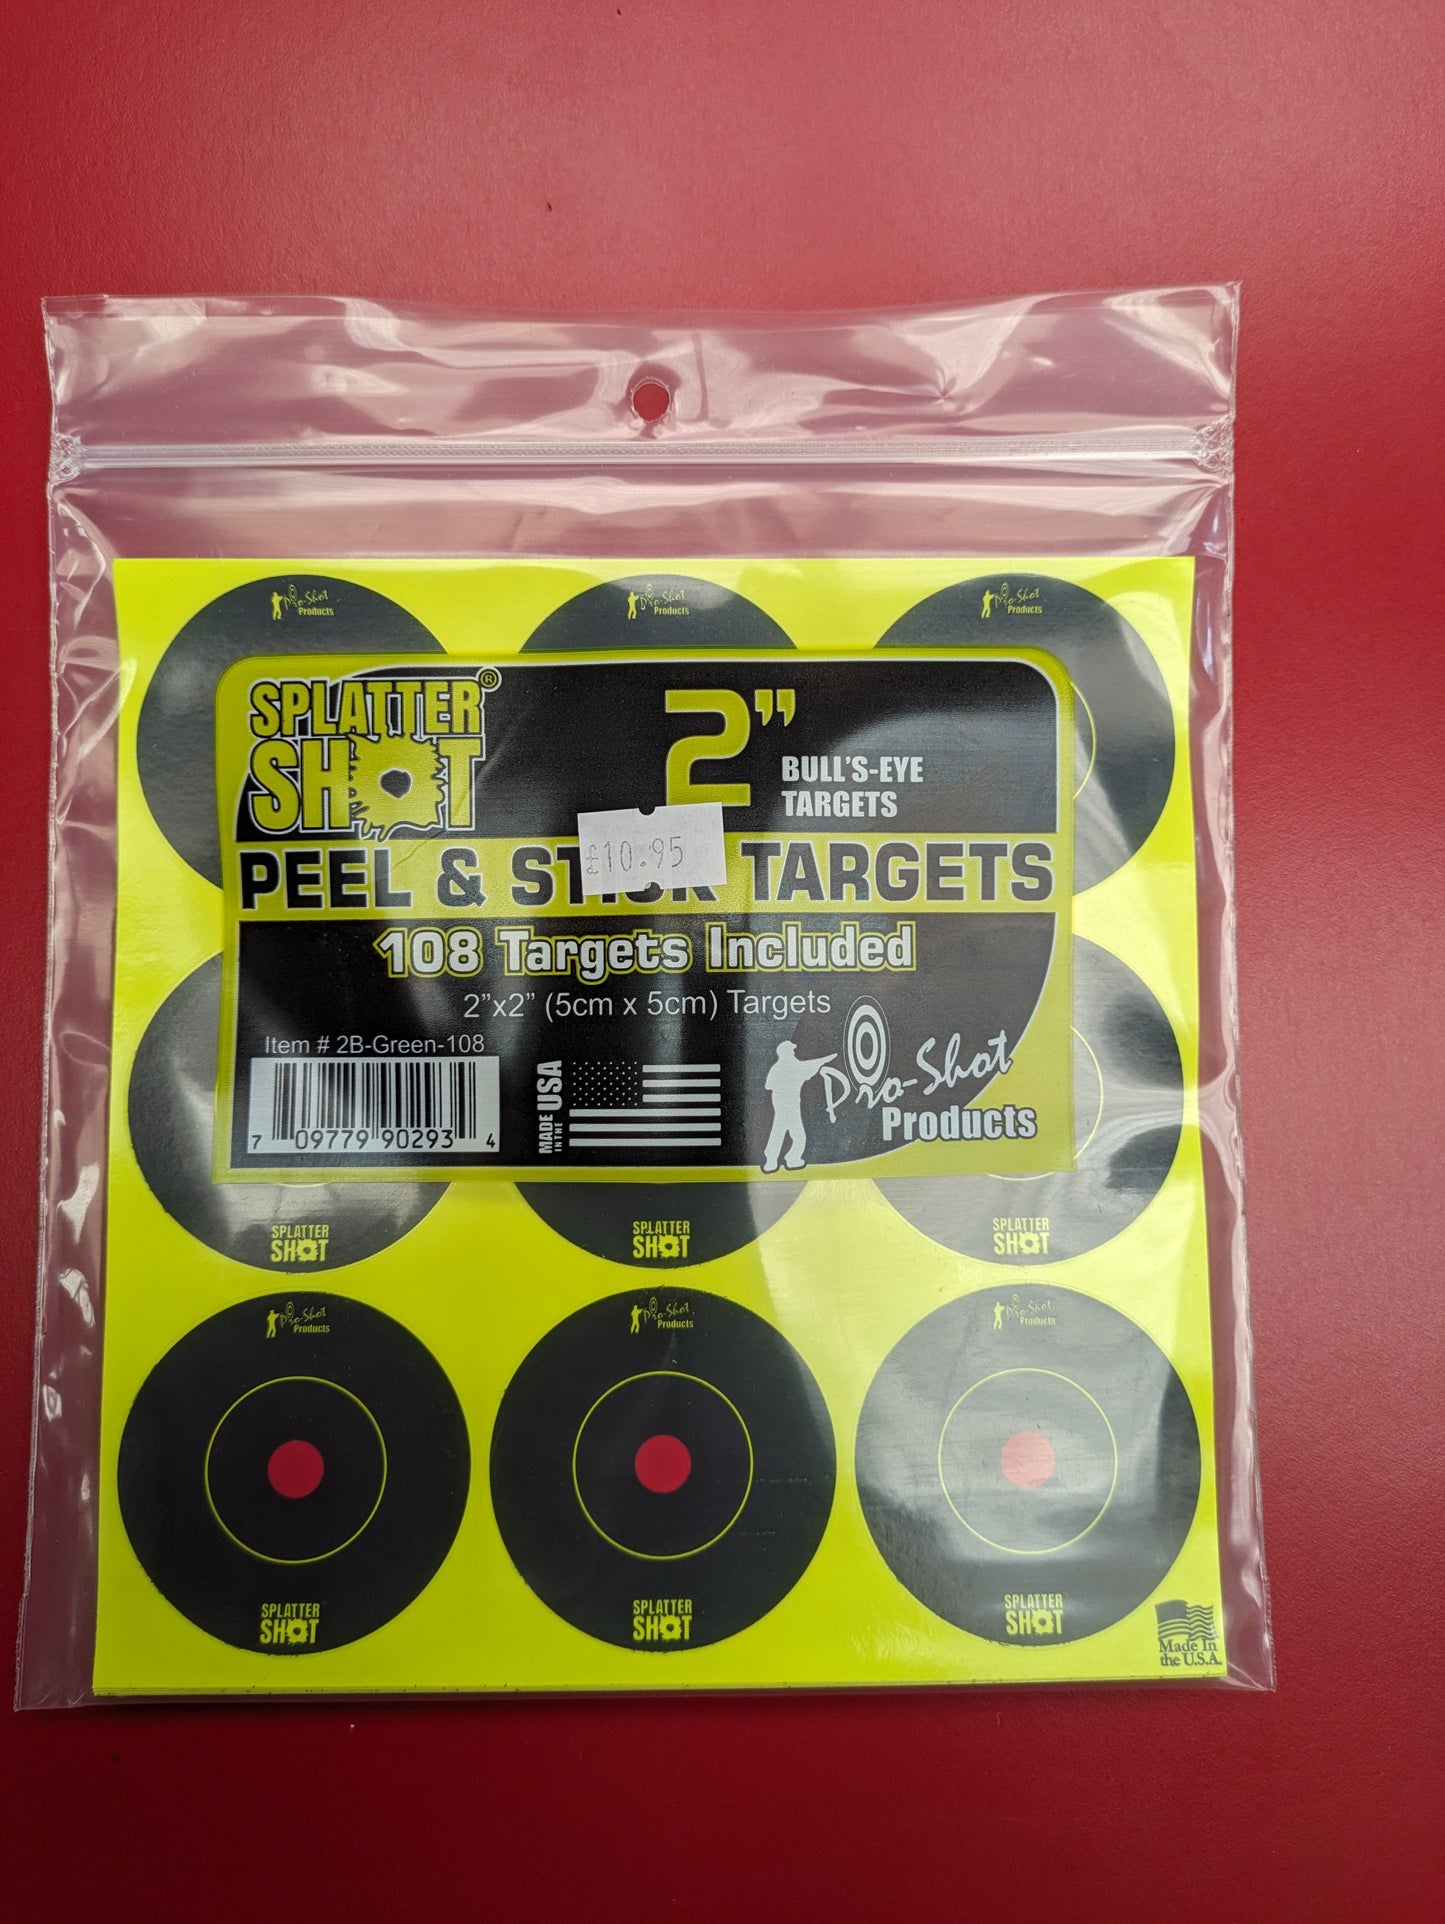 Pro-Shot
Products
Pro-Shot
Products
Pro-Shot
Products
SPLATTER®
SHOT
2”
BULL'S-EYE
TARGETS
£10.95
PEEL & STICK TARGETS
108 Targets Included
2”x2” (5cm x 5cm) Targets
Item # 2B-Green-108
7 09779 90293 4
MADE
IN THE
USA
Pro-Shot
Products
SPLATTER
SHOT
SPLATTER
SHOT
SPLATTER
SHOT
Pro-Shot
Products
Pro-Shot
Products
Pro-Shot
Products
SPLATTER
SHOT
SPLATTER
SHOT
SPLATTER
SHOT
Made In
the U.S.A.